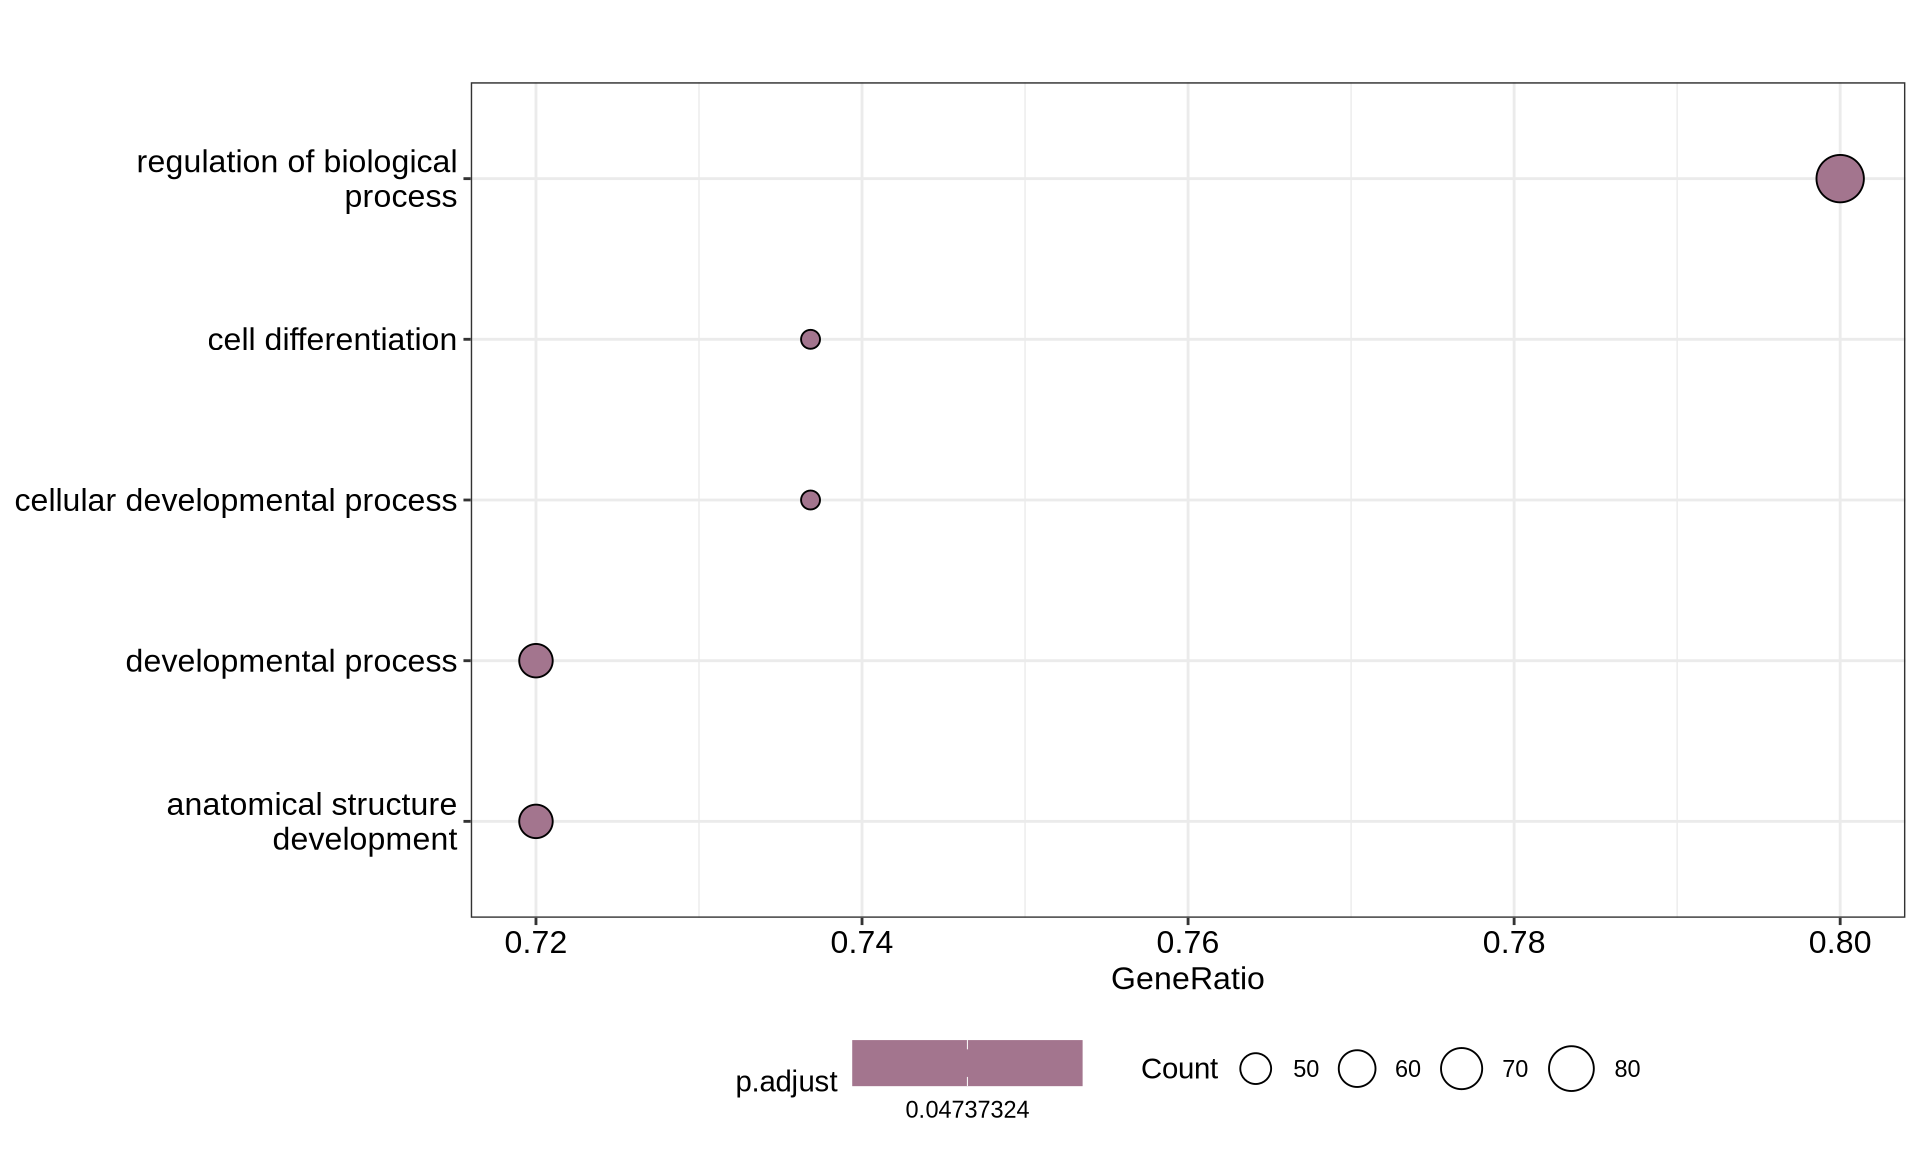 regulation of biological
process
cell differentiation
cellular developmental process
developmental process
anatomical structure
development
0.72 0.74 0.76 0.78 0.80
GeneRatio
p.adjust
0.04737324
Count 50 60 70 80